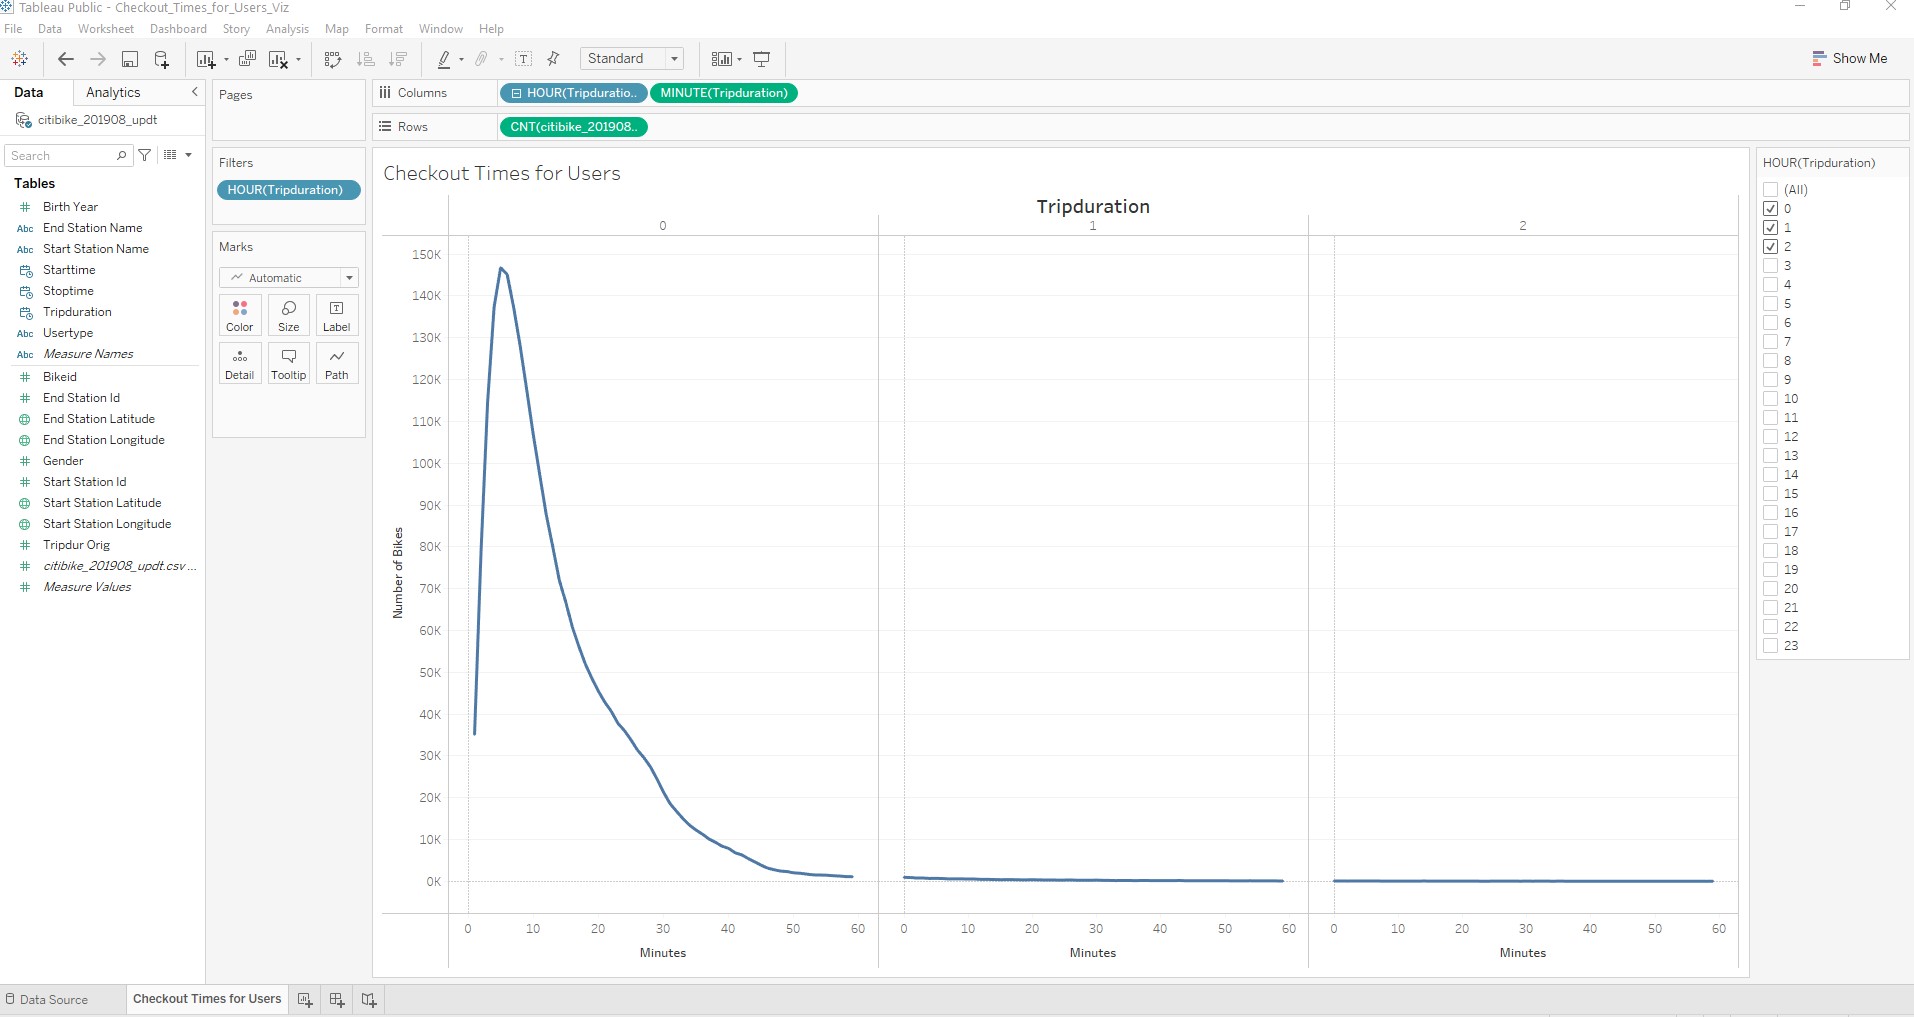 Tableau Public - Checkout_Times_for_Users_Viz
File Data Worksheet Dashboard Story Analysis Map Format Window Help
Standard
Show Me
Data Analytics
citibike_201908_updt
Search
Tables
Birth Year
End Station Name
Start Station Name
Starttime
Stoptime
Tripduration
Usertype
Measure Names
Bikeid
End Station Id
End Station Latitude
End Station Longitude
Gender
Start Station Id
Start Station Latitude
Start Station Longitude
Tripdur Orig
citibike_201908_updt.csv ...
Measure Values
Abc
Abc
Abc
Abc
Pages
Filters
HOUR(Tripduration)
Marks
Automatic
Color Size Label
Detail Tooltip Path
Columns HOUR(Tripduratio.. MINUTE(Tripduration)
Rows CNT(citibike_201908..
Checkout Times for Users
Tripduration
0 1 2
Number of Bikes
150K
140K
130K
120K
110K
100K
90K
80K
70K
60K
50K
40K
30K
20K
10K
0K
0 10 20 30 40 50 60 0 10 20 30 40 50 60 0 10 20 30 40 50 60
Minutes Minutes Minutes
HOUR(Tripduration)
(All)
0
1
2
3
4
5
6
7
8
9
10
11
12
13
14
15
16
17
18
19
20
21
22
23
Data Source Checkout Times for Users